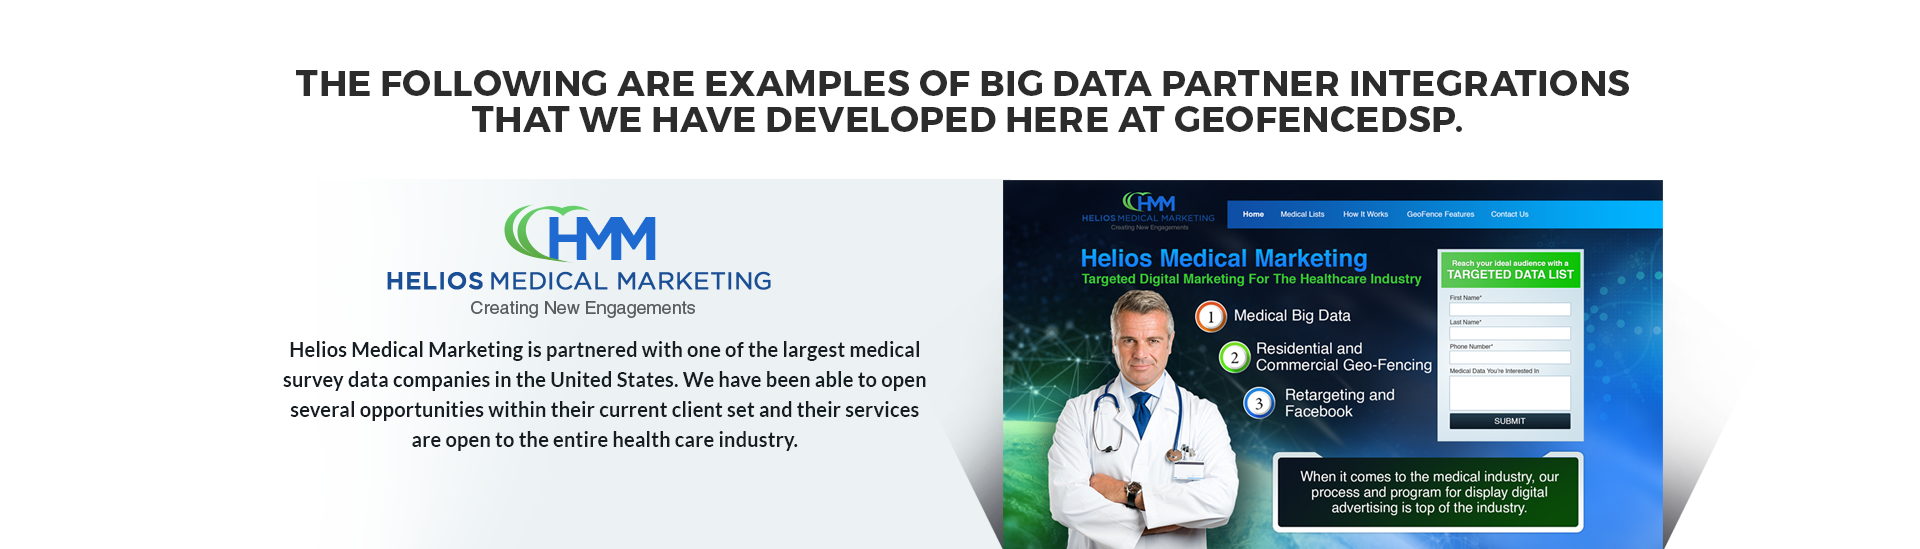 THE FOLLOWING ARE EXAMPLES OF BIG DATA PARTNER INTEGRATIONS
THAT WE HAVE DEVELOPED HERE AT GEOFENCEDSP.
HMM
HELIOS MEDICAL MARKETING
Creating New Engagements
Helios Medical Marketing is partnered with one of the largest medical
survey data companies in the United States. We have been able to open
several opportunities within their current client set and their services
are open to the entire health care industry.
HMM
HELIOS MEDICAL MARKETING
Creating New Engagements
Home Medical Lists How It Works GeoFence Features Contact Us
Helios Medical Marketing
Targeted Digital Marketing For The Healthcare Industry
1 Medical Big Data
2 Residential and
Commercial Geo-Fencing
3 Retargeting and
Facebook
Reach your ideal audience with a
TARGETED DATA LIST
First Name*
Last Name*
Phone Number*
Medical Data You're Interested In
SUBMIT
When it comes to the medical industry, our
process and program for display digital
advertising is top of the industry.